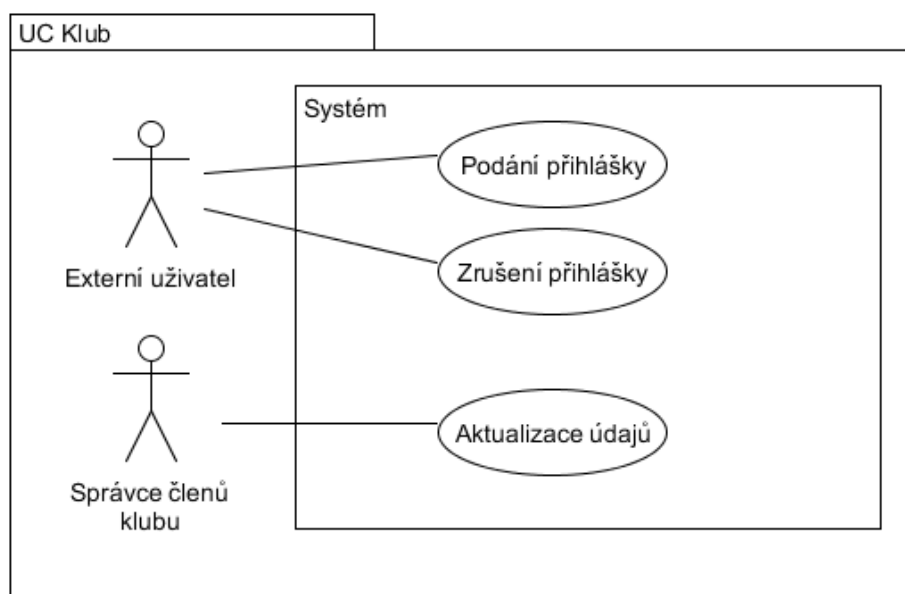 UC Klub
Systém
Podání přihlášky
Externí uživatel
Zrušení přihlášky
Správce členů
klubu
Aktualizace údajů